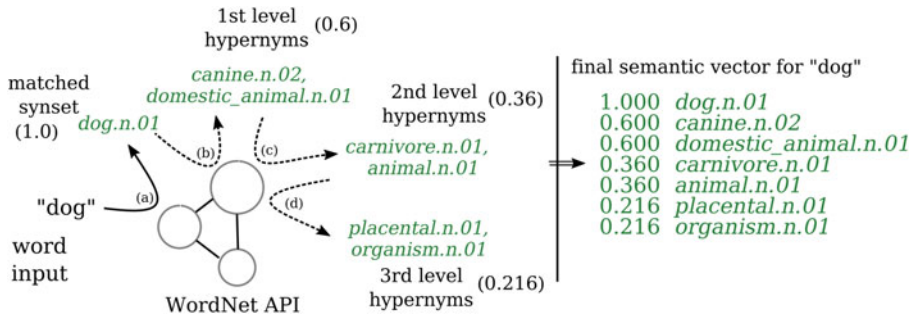 1st level
hypernyms (0.6)
canine.n.02,
domestic_animal.n.01
matched
synset
(1.0) dog.n.01
(a)
(b)
(c)
(d)
"dog"
word
input
WordNet API
2nd level
hypernyms (0.36)
carnivore.n.01,
animal.n.01
placental.n.01,
organism.n.01
3rd level
hypernyms (0.216)
final semantic vector for "dog"
1.000 dog.n.01
0.600 canine.n.02
0.600 domestic_animal.n.01
0.360 carnivore.n.01
0.360 animal.n.01
0.216 placental.n.01
0.216 organism.n.01